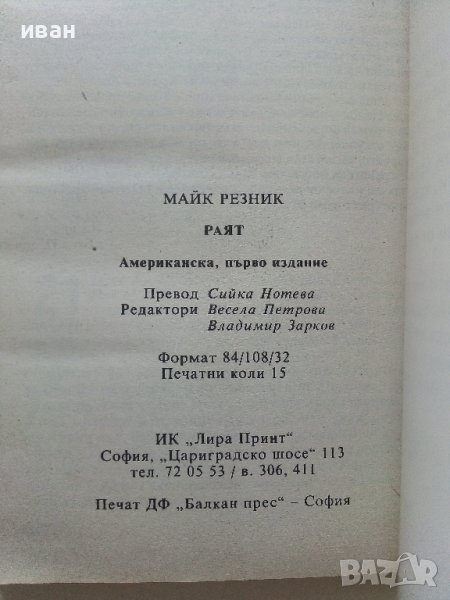 иван
МАЙК РЕЗНИК
РАЯТ
Американска, първо издание
Превод Сийка Нотева
Редактори Весела Петрова
Владимир Зарков
Формат 84/108/32
Печатни коли 15
ИК „Лира Принт“
София, „Цариградско шосе“ 113
тел. 72 05 53 / в. 306, 411
Печат ДФ „Балкан прес“ – София
BAZAR